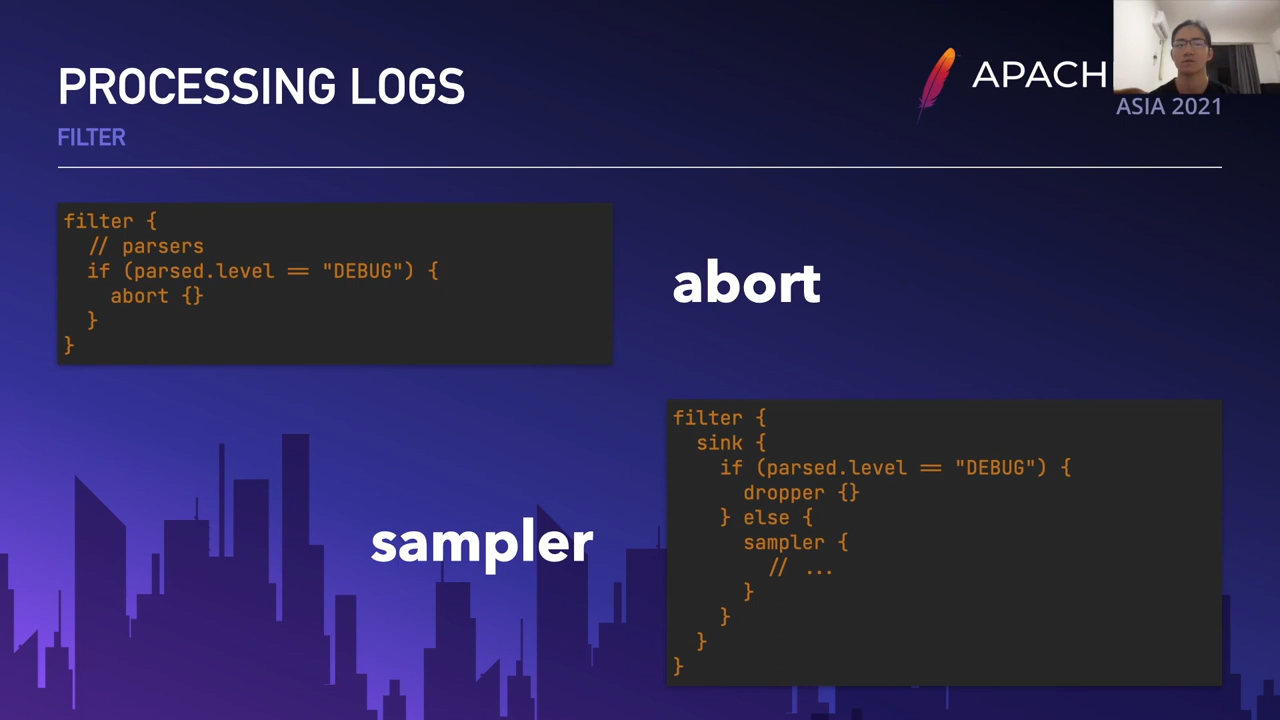 PROCESSING LOGS
FILTER
APACH
ASIA 2021
filter {
  // parsers
  if (parsed.level == "DEBUG") {
    abort {}
  }
}
abort
sampler
filter {
  sink {
    if (parsed.level == "DEBUG") {
      dropper {}
    } else {
      sampler {
        // ...
      }
    }
  }
}